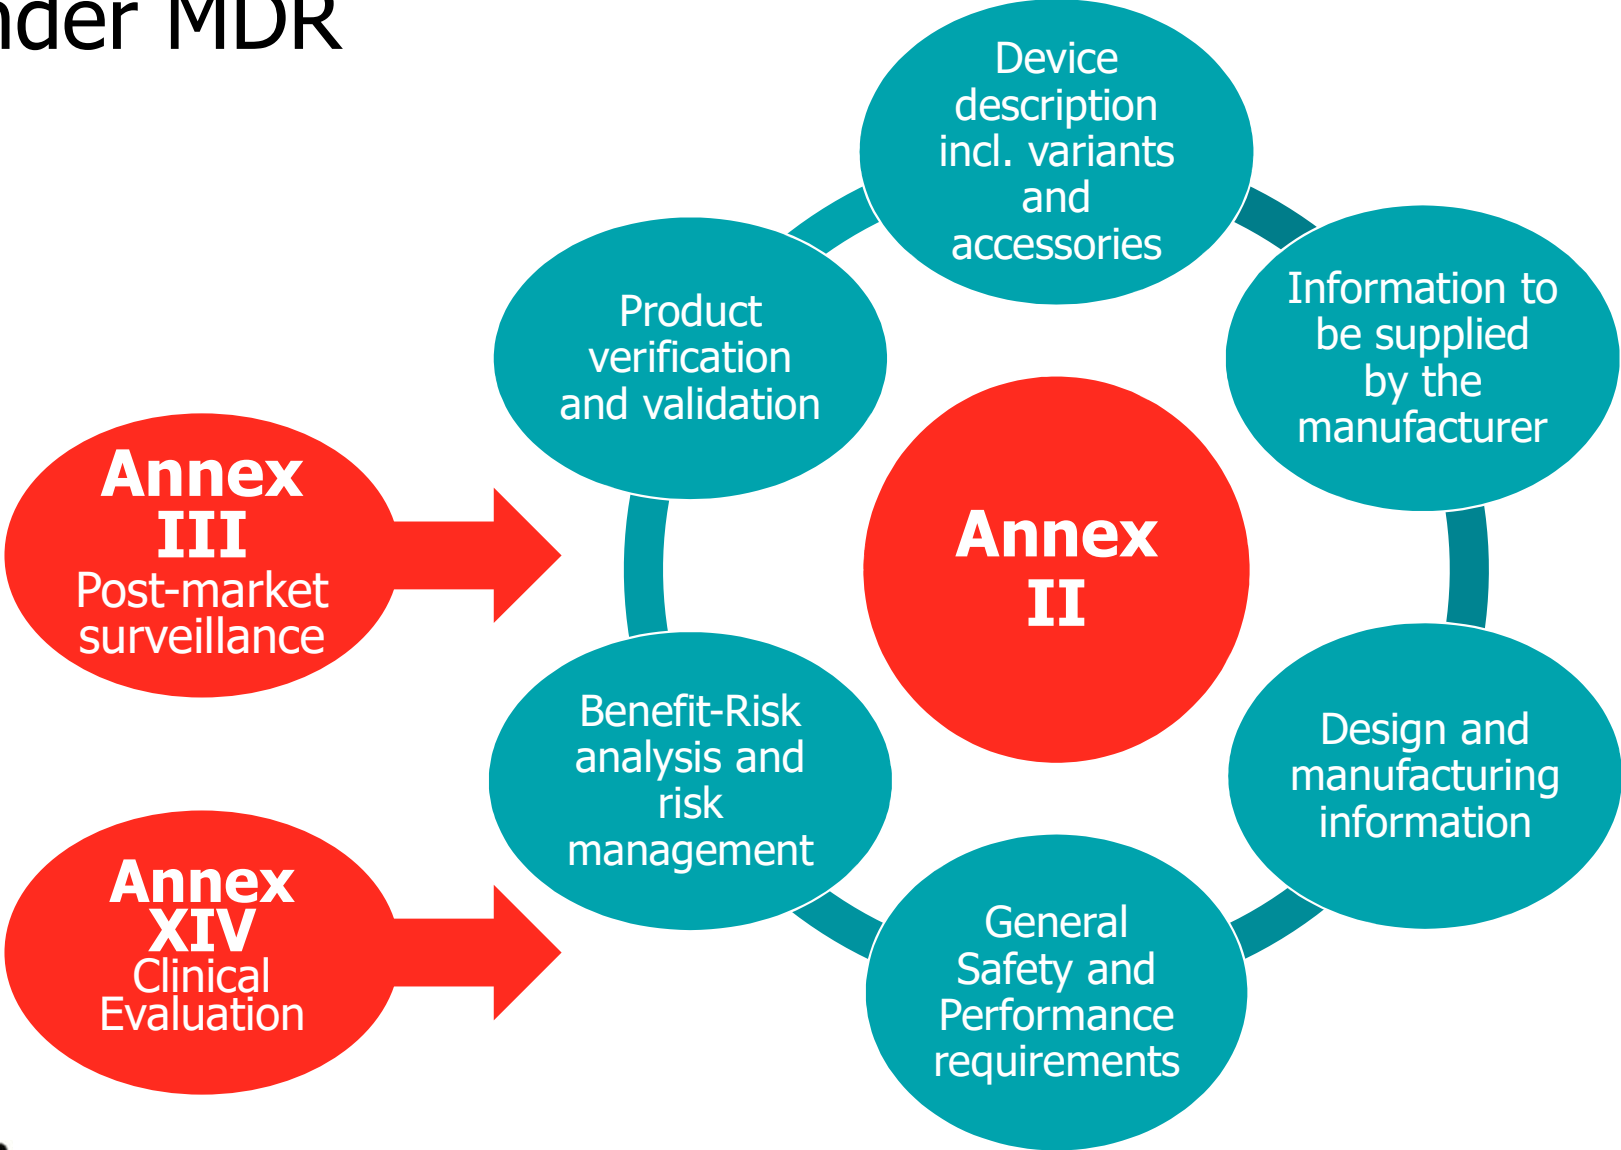 under MDR
Device
description
incl. variants
and
accessories
Information to
be supplied
by the
manufacturer
Design and
manufacturing
information
General
Safety and
Performance
requirements
Benefit-Risk
analysis and
risk
management
Product
verification
and validation
Annex
II
Annex
III
Post-market
surveillance
Annex
XIV
Clinical
Evaluation